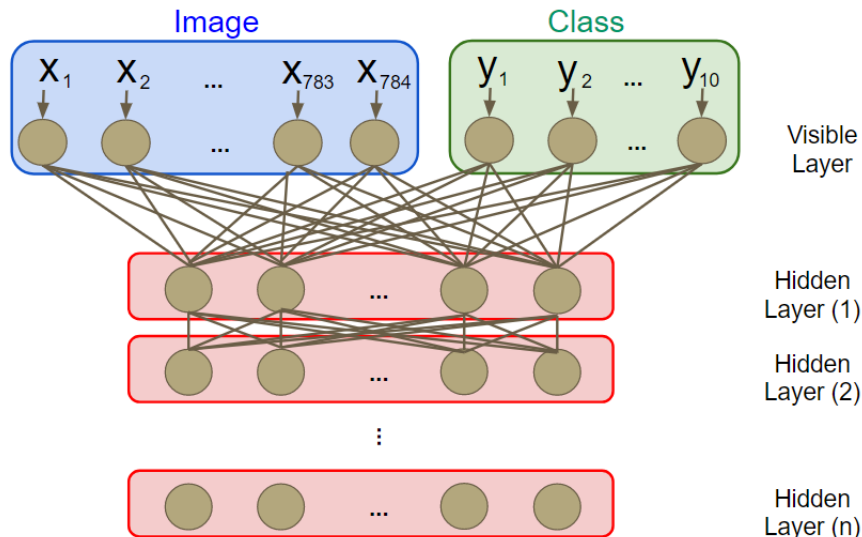 Image
Class
x1 x2 ... x783 x784
y1 y2 ... y10
... ...
Visible
Layer
...
Hidden
Layer (1)
...
Hidden
Layer (2)
⋮
...
Hidden
Layer (n)